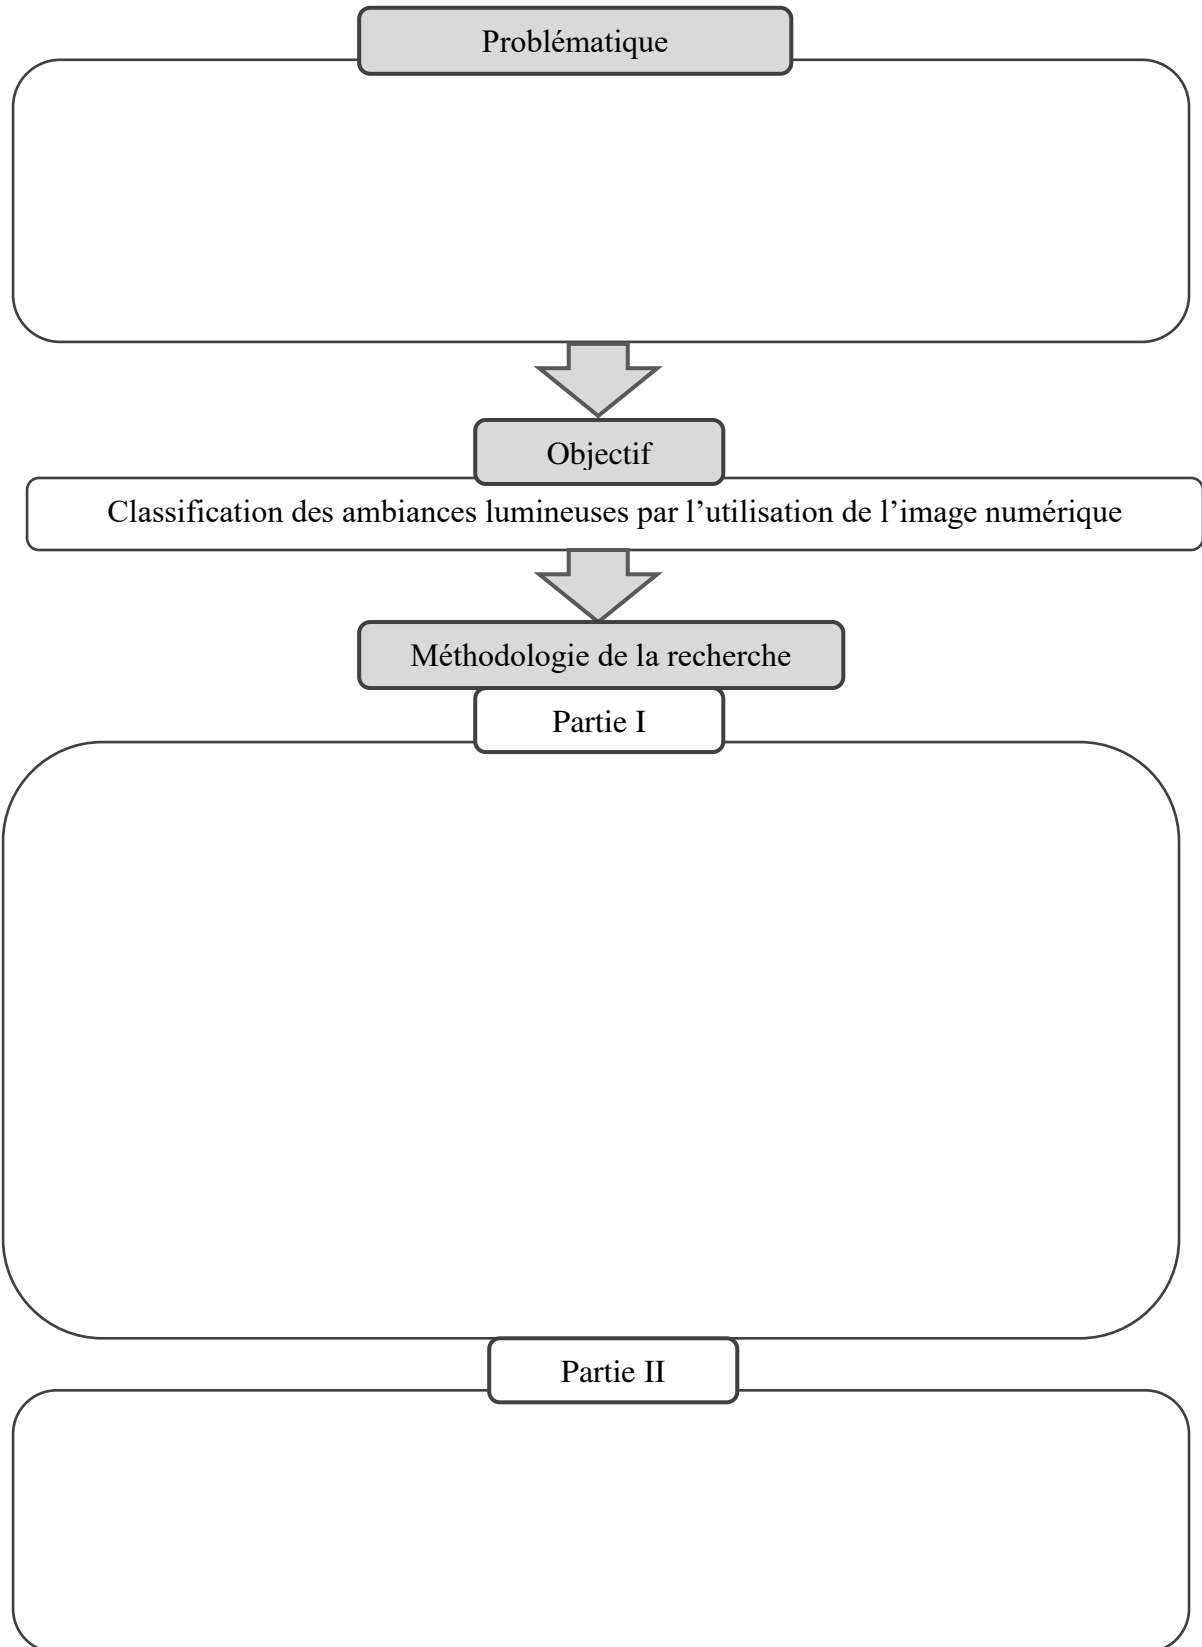 Problématique
Objectif
Classification des ambiances lumineuses par l’utilisation de l’image numérique
Méthodologie de la recherche
Partie I
Partie II